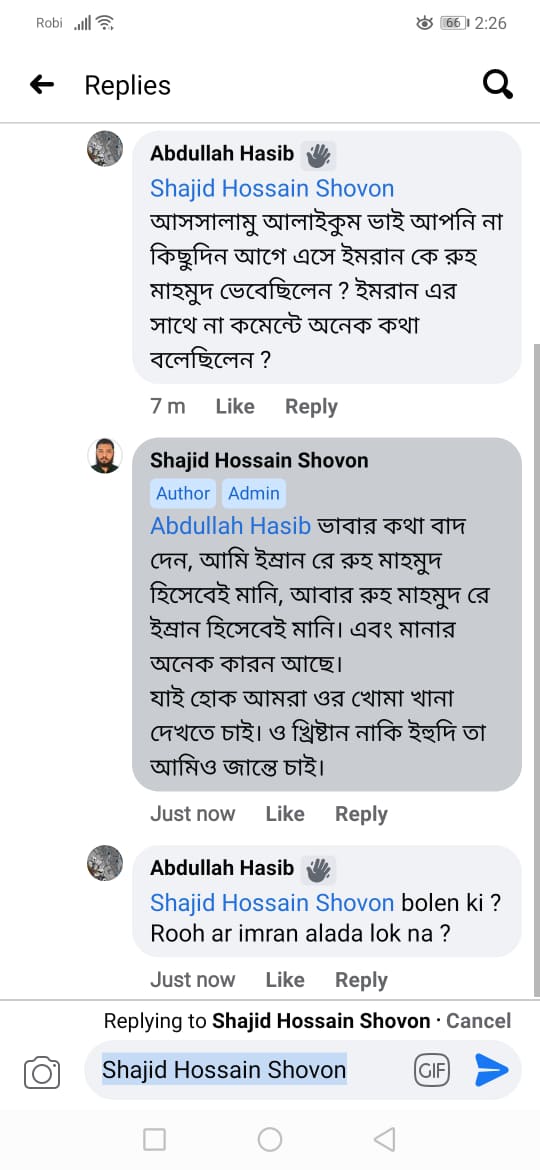 Robi 66 2:26
Replies
Abdullah Hasib
Shajid Hossain Shovon
আসসালামু আলাইকুম ভাই আপনি না
কিছুদিন আগে এসে ইমরান কে রুহ
মাহমুদ ভেবেছিলেন ? ইমরান এর
সাথে না কমেন্টে অনেক কথা
বলেছিলেন ?
7 m Like Reply
Shajid Hossain Shovon
Author Admin
Abdullah Hasib ভাবার কথা বাদ
দেন, আমি ইম্রান রে রুহ মাহমুদ
হিসেবেই মানি, আবার রুহ মাহমুদ রে
ইম্রান হিসেবেই মানি। এবং মানার
অনেক কারন আছে।
যাই হোক আমরা ওর খোমা খানা
দেখতে চাই। ও খ্রিষ্টান নাকি ইহুদি তা
আমিও জান্তে চাই।
Just now Like Reply
Abdullah Hasib
Shajid Hossain Shovon bolen ki ?
Rooh ar imran alada lok na ?
Just now Like Reply
Replying to Shajid Hossain Shovon · Cancel
Shajid Hossain Shovon GIF